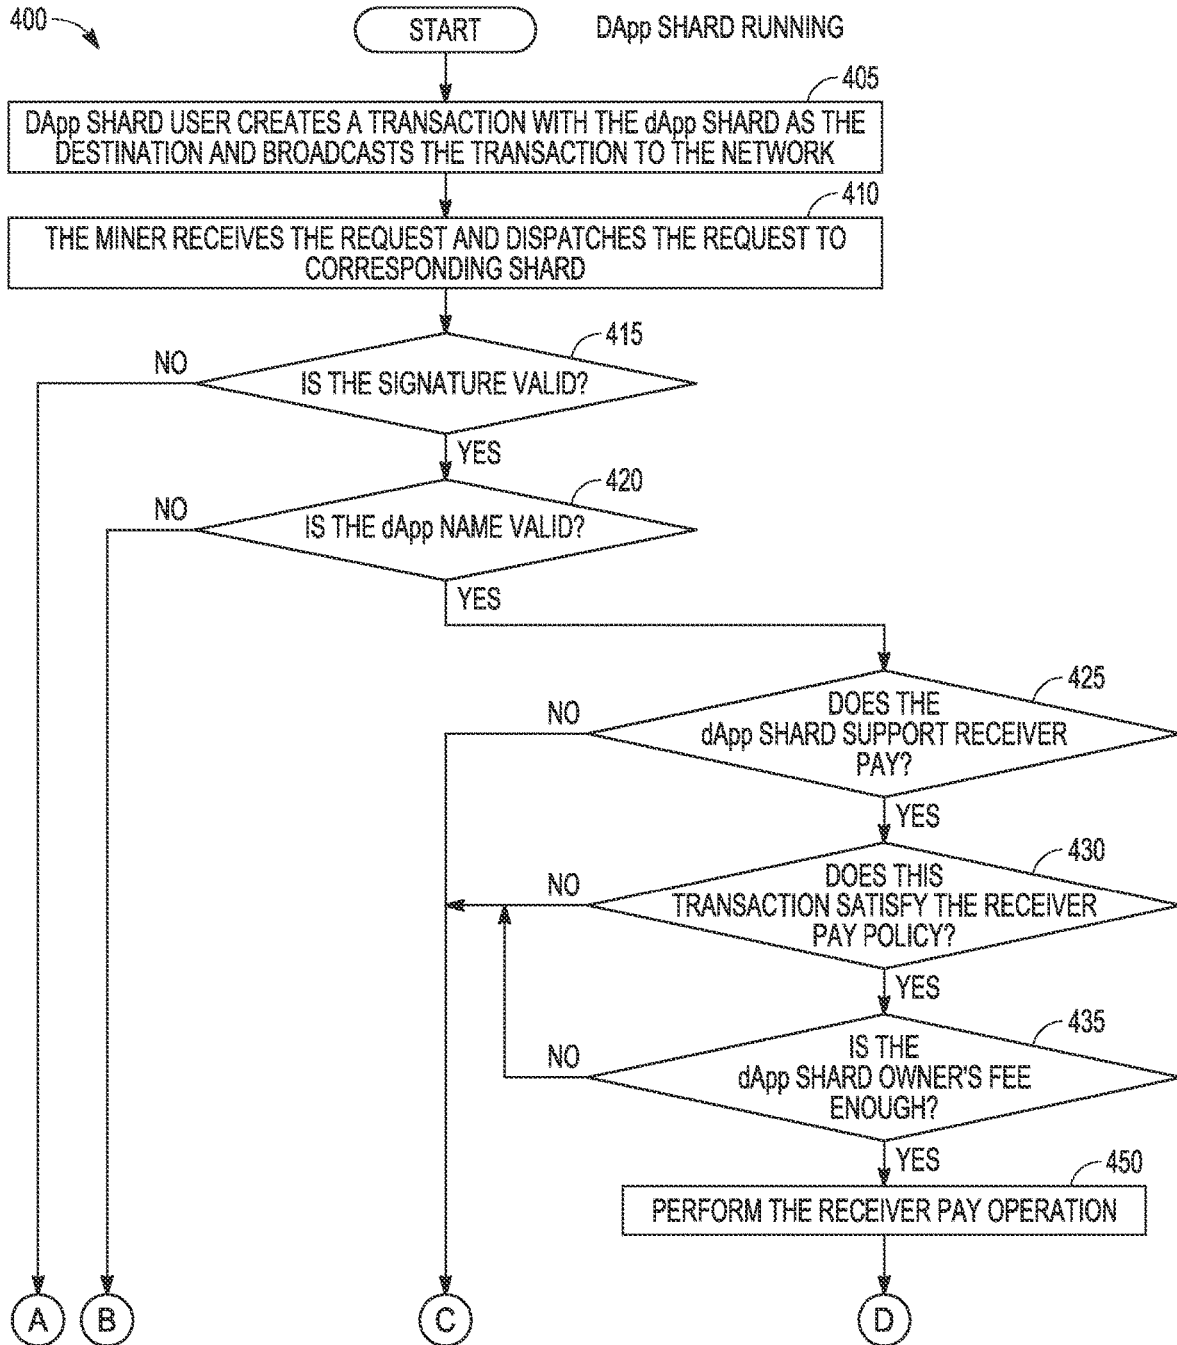 400
START
DApp SHARD RUNNING
405
DApp SHARD USER CREATES A TRANSACTION WITH THE dApp SHARD AS THE
DESTINATION AND BROADCASTS THE TRANSACTION TO THE NETWORK
410
THE MINER RECEIVES THE REQUEST AND DISPATCHES THE REQUEST TO
CORRESPONDING SHARD
415
NO
IS THE SIGNATURE VALID?
YES
420
NO
IS THE dApp NAME VALID?
YES
425
NO
DOES THE
dApp SHARD SUPPORT RECEIVER
PAY?
YES
430
NO
DOES THIS
TRANSACTION SATISFY THE RECEIVER
PAY POLICY?
YES
435
NO
IS THE
dApp SHARD OWNER'S FEE
ENOUGH?
YES
450
PERFORM THE RECEIVER PAY OPERATION
A
B
C
D